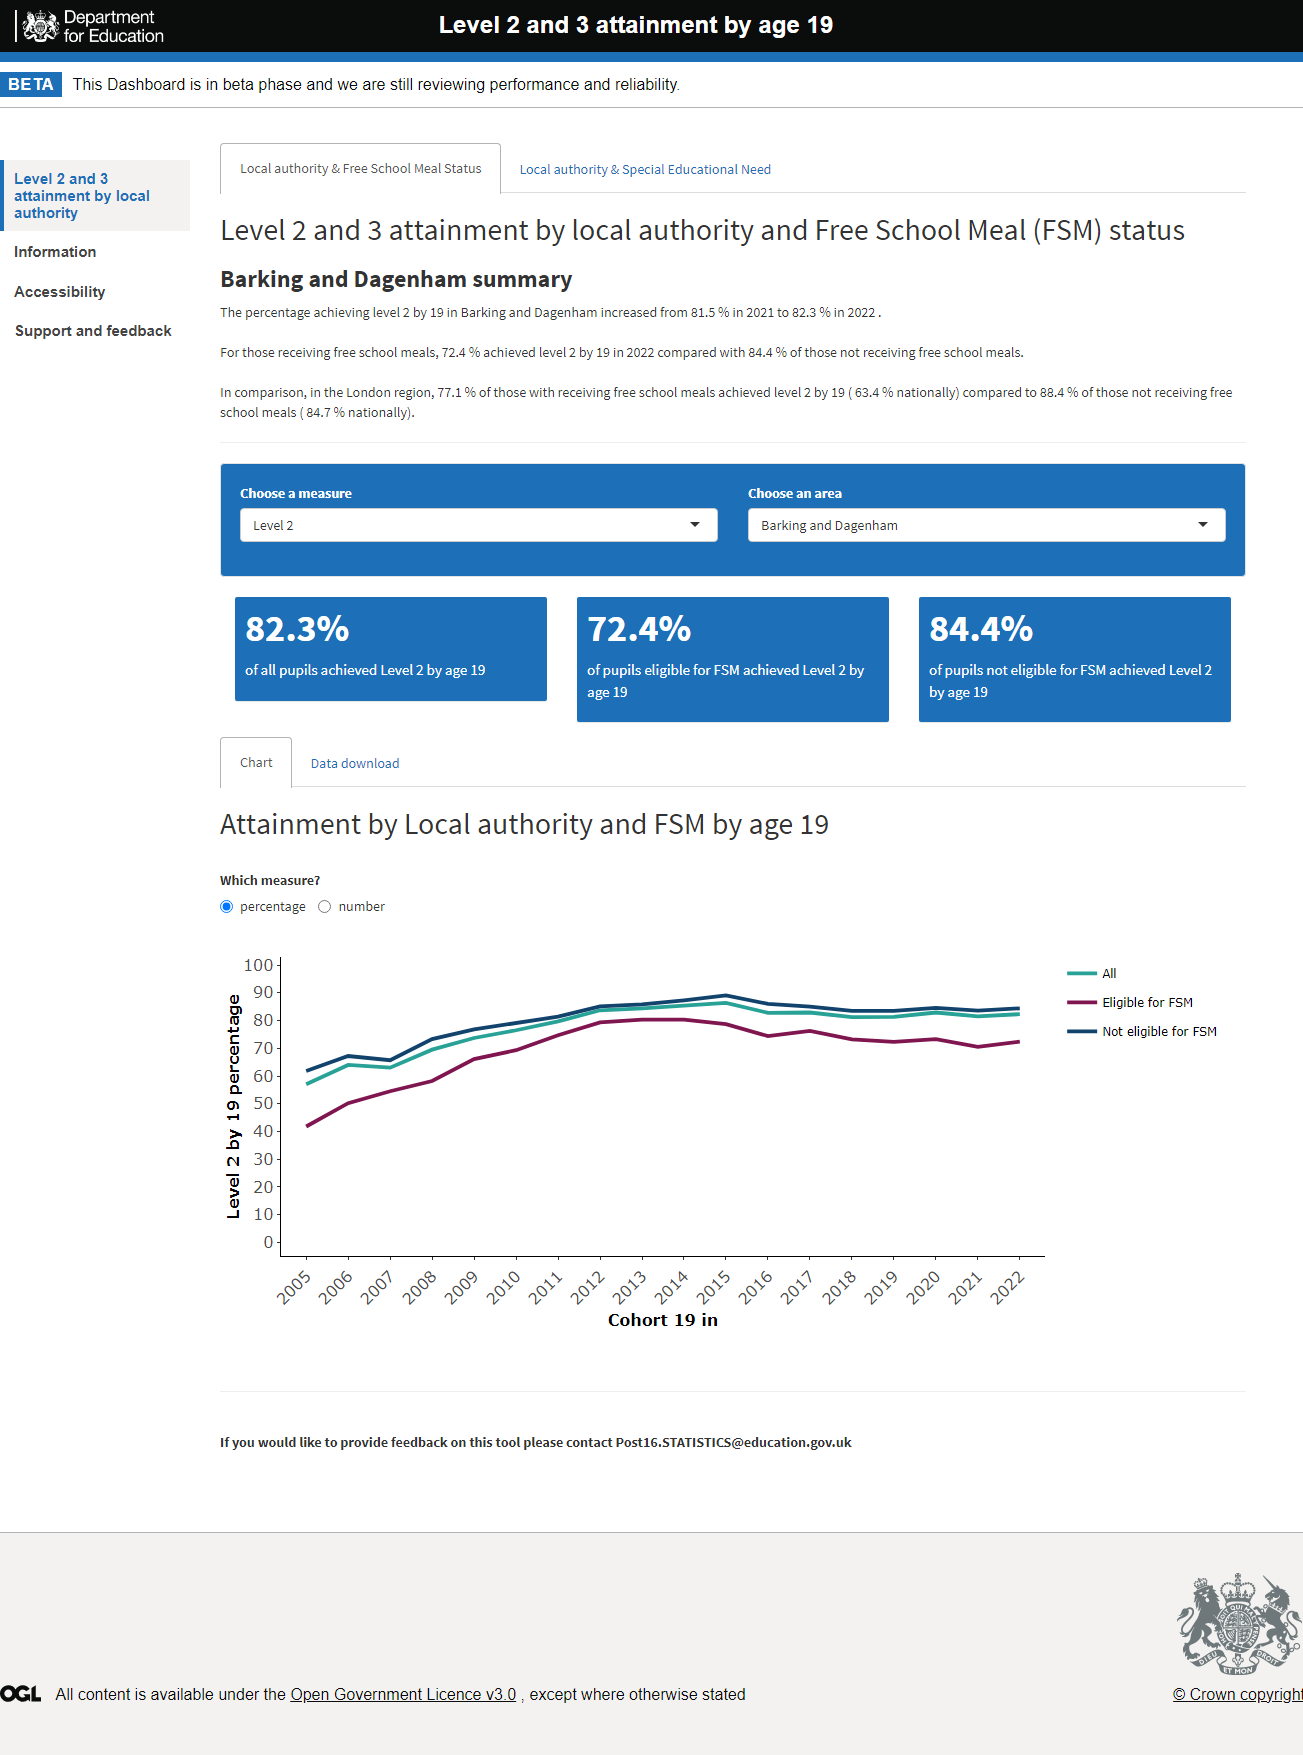 Department
for Education
Level 2 and 3 attainment by age 19
BETA This Dashboard is in beta phase and we are still reviewing performance and reliability.
Level 2 and 3
attainment by local
authority
Information
Accessibility
Support and feedback
Local authority & Free School Meal Status
Local authority & Special Educational Need
Level 2 and 3 attainment by local authority and Free School Meal (FSM) status
Barking and Dagenham summary
The percentage achieving level 2 by 19 in Barking and Dagenham increased from 81.5 % in 2021 to 82.3 % in 2022 .
For those receiving free school meals, 72.4 % achieved level 2 by 19 in 2022 compared with 84.4 % of those not receiving free school meals.
In comparison, in the London region, 77.1 % of those with receiving free school meals achieved level 2 by 19 ( 63.4 % nationally) compared to 88.4 % of those not receiving free
school meals ( 84.7 % nationally).
Choose a measure
Level 2
Choose an area
Barking and Dagenham
82.3%
of all pupils achieved Level 2 by age 19
72.4%
of pupils eligible for FSM achieved Level 2 by
age 19
84.4%
of pupils not eligible for FSM achieved Level 2
by age 19
Chart
Data download
Attainment by Local authority and FSM by age 19
Which measure?
percentage number
Level 2 by 19 percentage
100
90
80
70
60
50
40
30
20
10
0
2005 2006 2007 2008 2009 2010 2011 2012 2013 2014 2015 2016 2017 2018 2019 2020 2021 2022
Cohort 19 in
All
Eligible for FSM
Not eligible for FSM
If you would like to provide feedback on this tool please contact Post16.STATISTICS@education.gov.uk
DIEU ET MON DROIT
OGL All content is available under the Open Government Licence v3.0 , except where otherwise stated
© Crown copyright